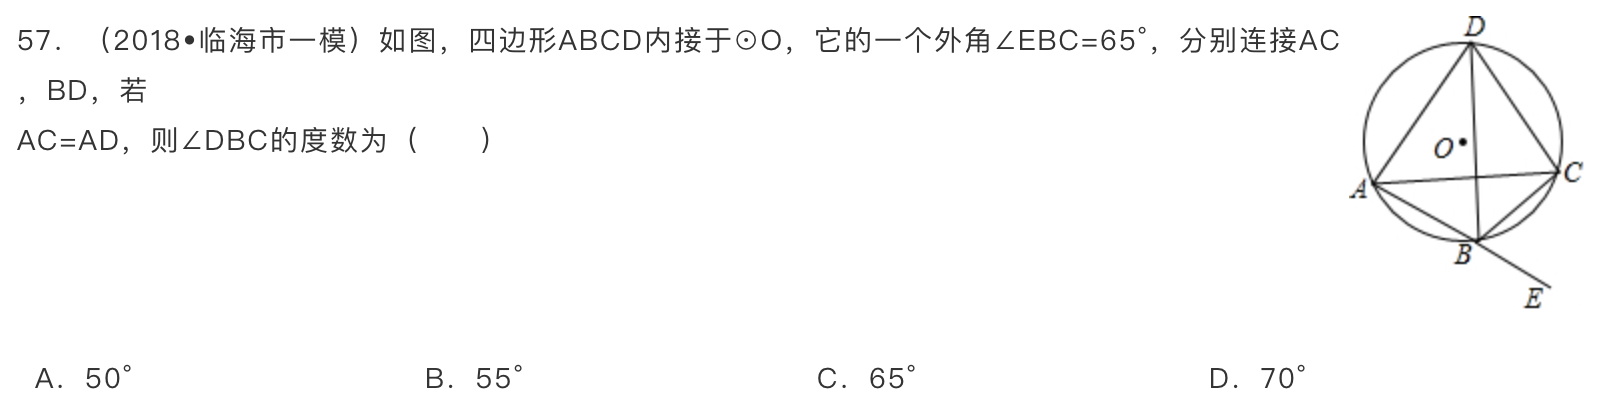 57．（2018•临海市一模）如图，四边形ABCD内接于⊙O，它的一个外角∠EBC=65°，分别连接AC
，BD，若
AC=AD，则∠DBC的度数为（　　）
D
O
A
C
B
E
A．50°
B．55°
C．65°
D．70°